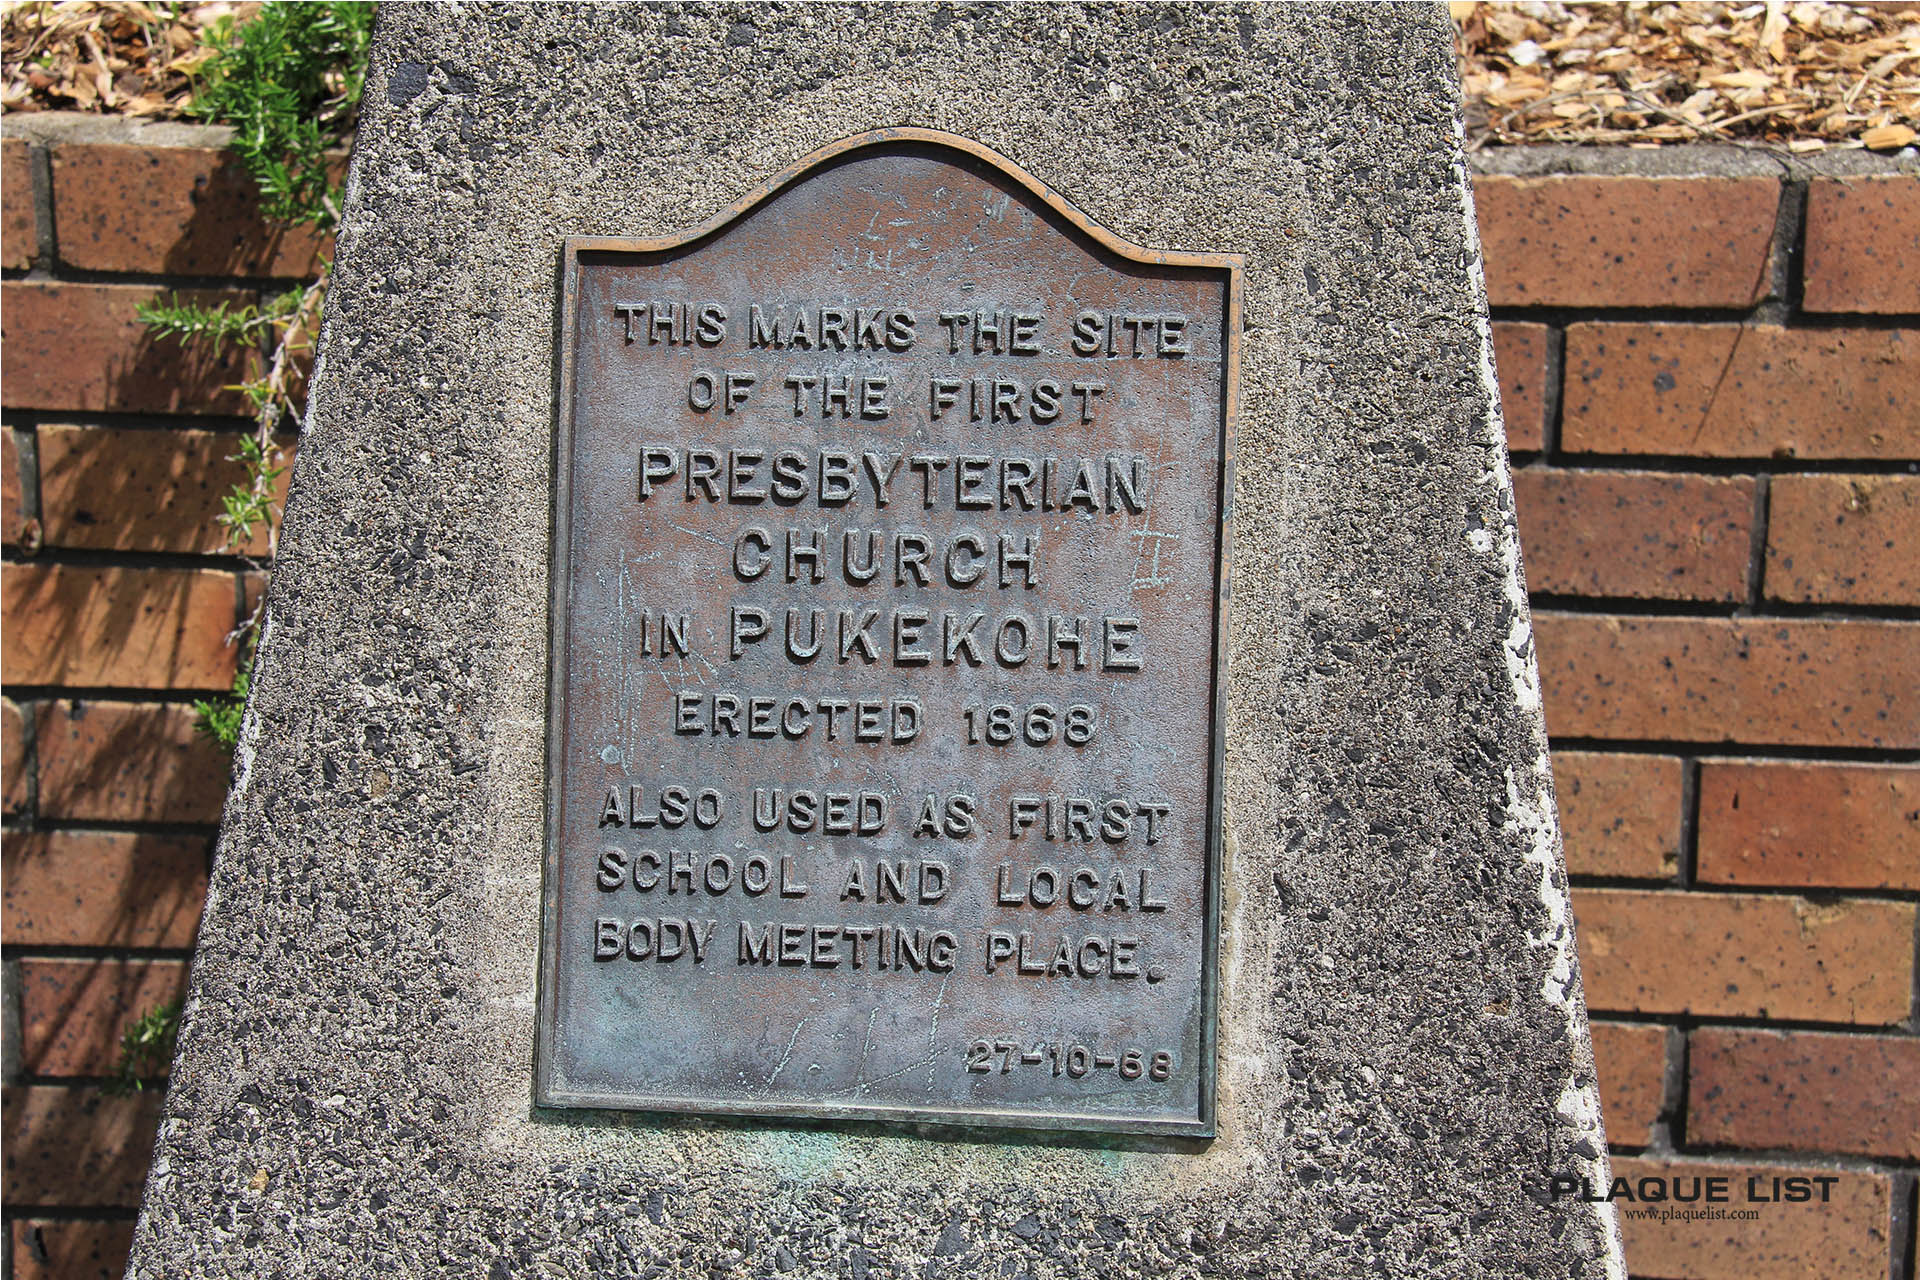 THIS MARKS THE SITE
OF THE FIRST
PRESBYTERIAN
CHURCH
IN PUKEKOHE
ERECTED 1868
ALSO USED AS FIRST
SCHOOL AND LOCAL
BODY MEETING PLACE.
27-10-68
PLAQUE LIST
www.plaquelist.com